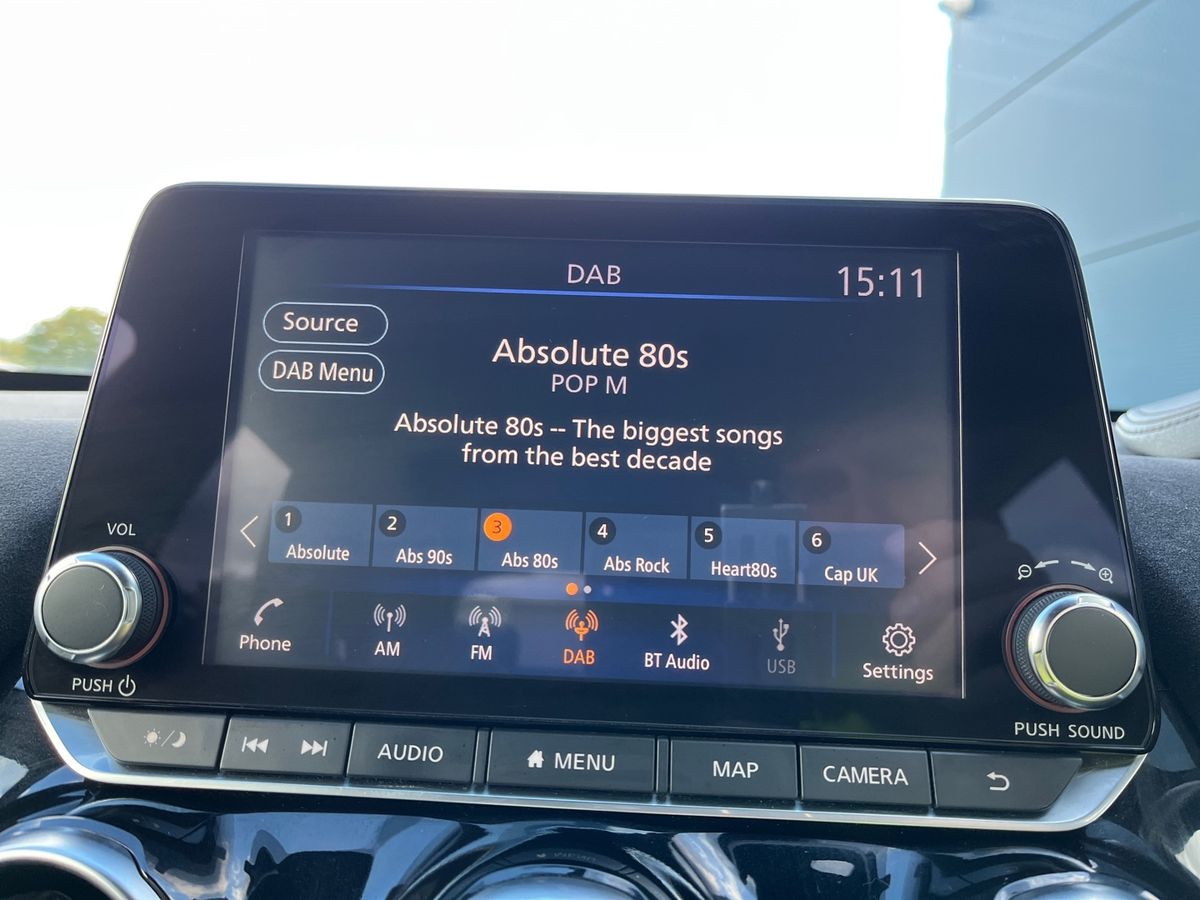 DAB
15:11
Source
DAB Menu
Absolute 80s
POP M
Absolute 80s -- The biggest songs
from the best decade
1 2 3 4 5 6
Absolute Abs 90s Abs 80s Abs Rock Heart80s Cap UK
Phone AM FM DAB BT Audio USB Settings
VOL
PUSH
PUSH SOUND
AUDIO MENU MAP CAMERA